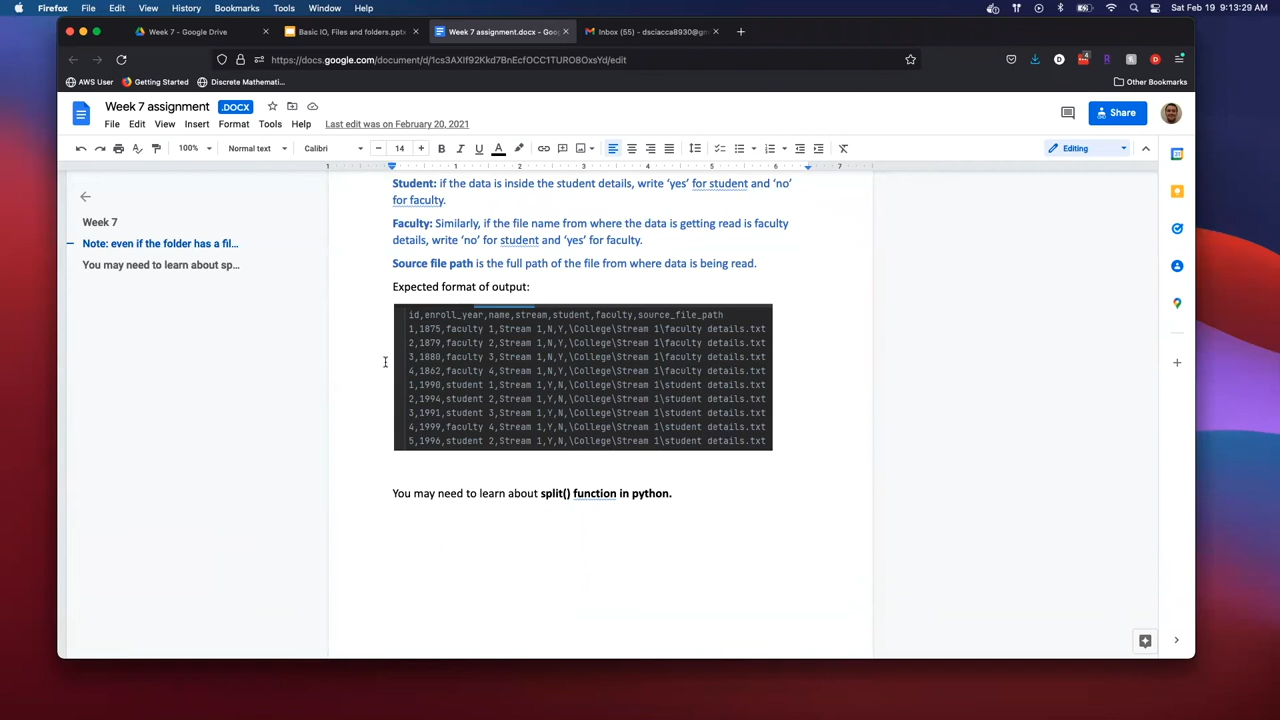 Firefox File Edit View History Bookmarks Tools Window Help Sat Feb 19 9:13:29 AM
Week 7 - Google Drive Basic IO, Files and folders.pptx Week 7 assignment.docx - Goo Inbox (55) - dsciacca8930@gm
https://docs.google.com/document/d/1cs3AXIf92Kkd7BnEcfOCC1TURO8OxsYd/edit 4
AWS User Getting Started Discrete Mathemati... Other Bookmarks
Week 7 assignment .DOCX
File Edit View Insert Format Tools Help Last edit was on February 20, 2021 Share
100% Normal text Calibri 14 Editing
1 1 2 3 4 5 6 7
Student: if the data is inside the student details, write ‘yes’ for student and ‘no’
for faculty.
Week 7
Faculty: Similarly, if the file name from where the data is getting read is faculty
details, write ‘no’ for student and ‘yes’ for faculty.
Note: even if the folder has a fil...
You may need to learn about sp...
Source file path is the full path of the file from where data is being read.
Expected format of output:
id,enroll_year,name,stream,student,faculty,source_file_path
1,1875,faculty 1,Stream 1,N,Y,\College\Stream 1\faculty details.txt
2,1879,faculty 2,Stream 1,N,Y,\College\Stream 1\faculty details.txt
3,1880,faculty 3,Stream 1,N,Y,\College\Stream 1\faculty details.txt
4,1862,faculty 4,Stream 1,N,Y,\College\Stream 1\faculty details.txt
1,1990,student 1,Stream 1,Y,N,\College\Stream 1\student details.txt
2,1994,student 2,Stream 1,Y,N,\College\Stream 1\student details.txt
3,1991,student 3,Stream 1,Y,N,\College\Stream 1\student details.txt
4,1999,faculty 4,Stream 1,Y,N,\College\Stream 1\student details.txt
5,1996,student 2,Stream 1,Y,N,\College\Stream 1\student details.txt
You may need to learn about split() function in python.